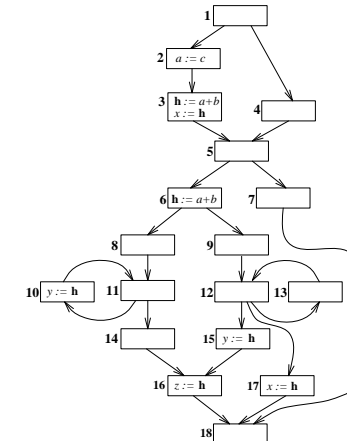 1
2 a := c
3 h := a+b
x := h
4
5
6 h := a+b
7
8
9
10 y := h
11
12
13
14
15 y := h
16 z := h
17 x := h
18